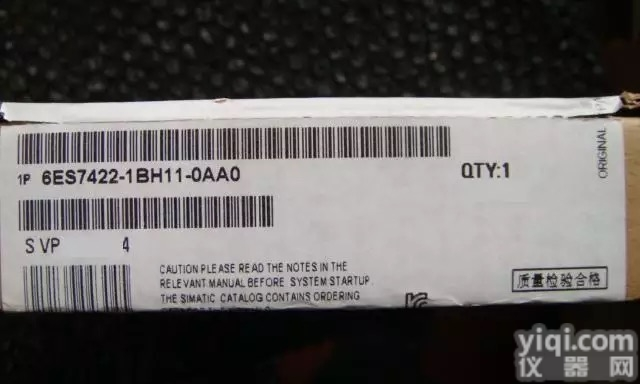 1P 6ES7422-1BH11-0AA0
QTY:1
ORIGINAL
S VP 4
CAUTION PLEASE READ THE NOTES IN THE
RELEVANT MANUAL BEFORE SYSTEM STARTUP
THE SIMATIC CATALOG CONTAINS ORDERING
质量检验合格
yiqi.com
仪器网